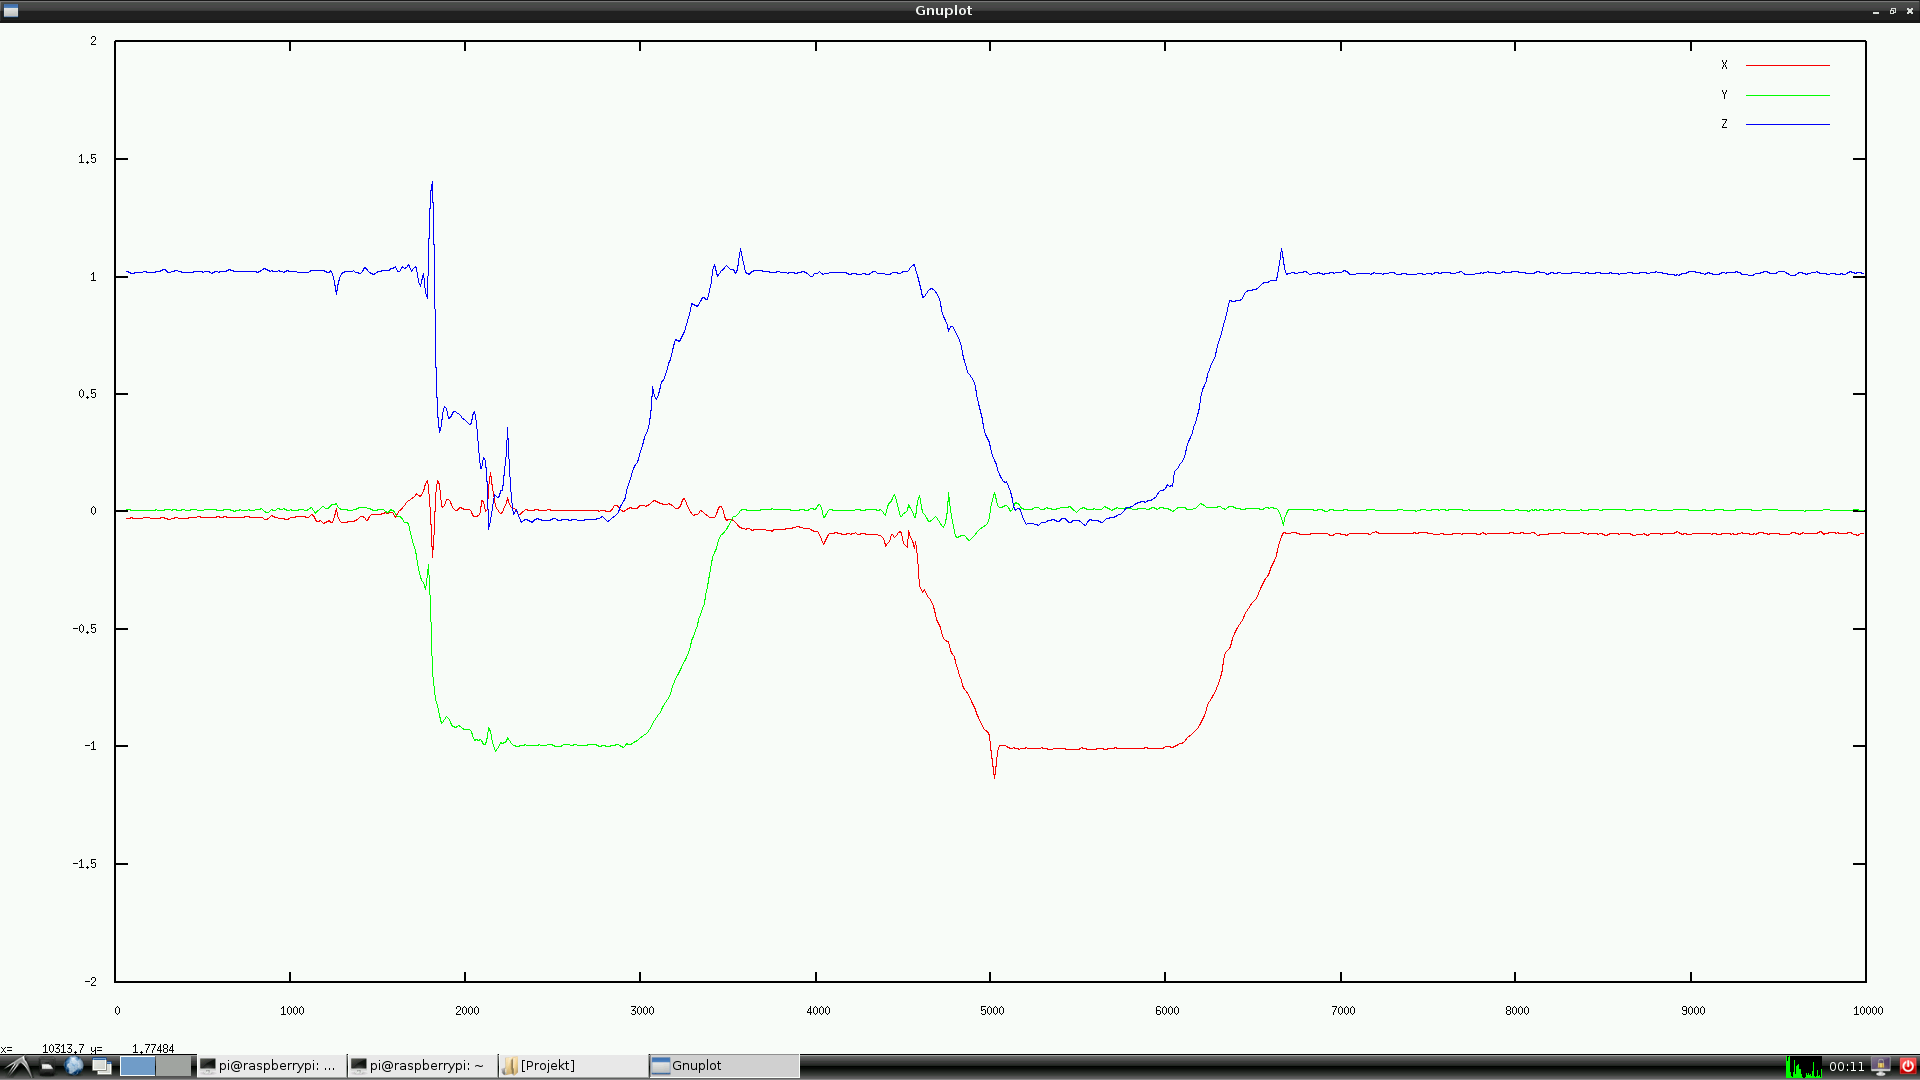 Gnuplot
2
1.5
1
0.5
0
-0.5
-1
-1.5
-2
X
Y
Z
0 1000 2000 3000 4000 5000 6000 7000 8000 9000 10000
x= 10313.7 y= 1.77484
pi@raspberrypi: ... pi@raspberrypi: ~ [Projekt] Gnuplot 00:11